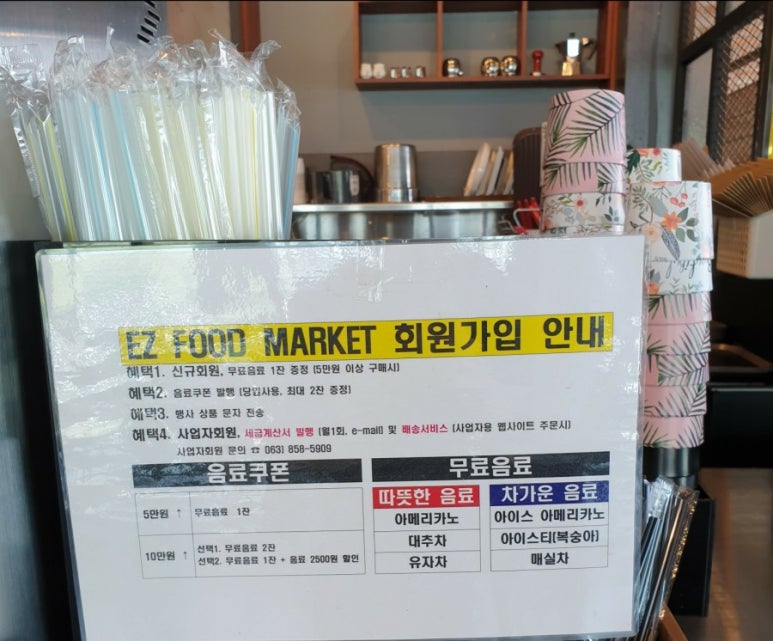 EZ FOOD MARKET 회원가입 안내
혜택1. 신규회원, 무료음료 1잔 증정 (5만원 이상 구매시)
혜택2. 음료쿠폰 발행 (당일사용, 최대 2잔 증정)
혜택3. 행사 상품 문자 전송
혜택4. 사업자회원, 세금계산서 발행 (월1회, e-mail) 및 배송서비스 (사업자용 웹사이트 주문시)
사업자회원 문의 ☎ 063) 858-5909
음료쿠폰
5만원 ↑ 무료음료 1잔
10만원 ↑ 선택1. 무료음료 2잔
선택2. 무료음료 1잔 + 음료 2500원 할인
무료음료
따뜻한 음료 차가운 음료
아메리카노 아이스 아메리카노
대추차 아이스티(복숭아)
유자차 매실차